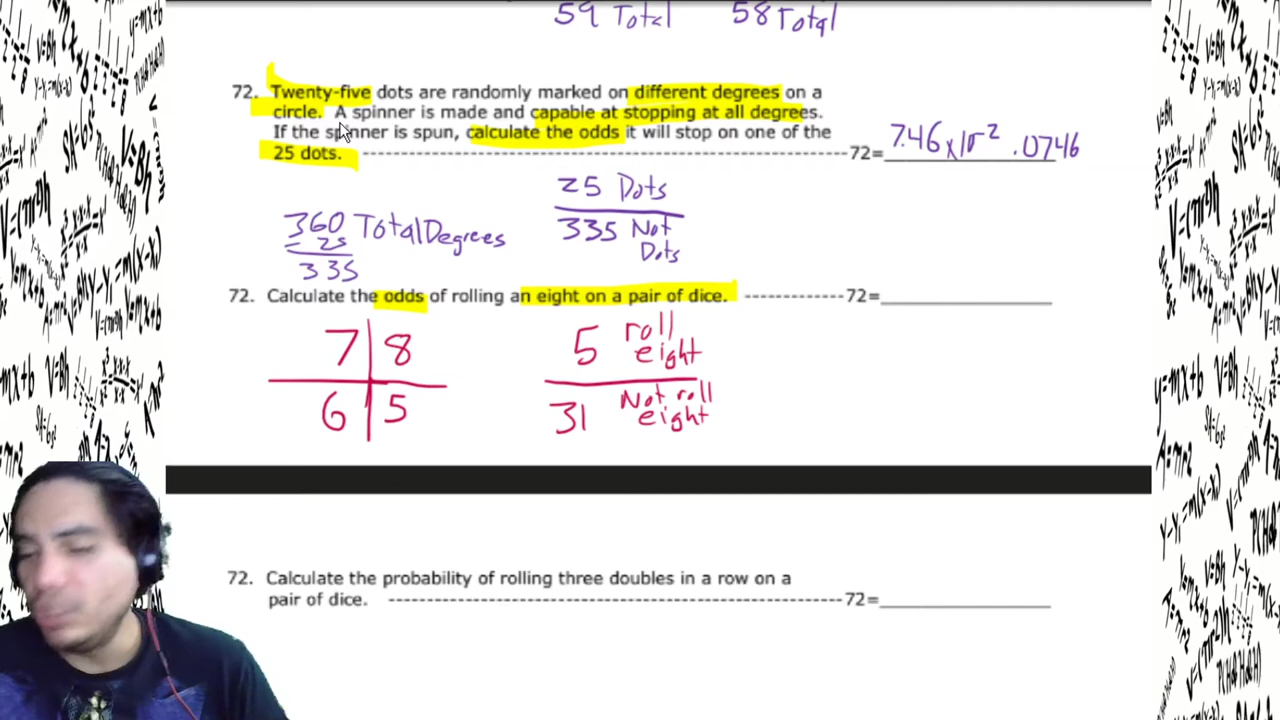 59 Total 58 Total
72. Twenty-five dots are randomly marked on different degrees on a
circle. A spinner is made and capable at stopping at all degrees.
If the spinner is spun, calculate the odds it will stop on one of the
25 dots. ----------72= 7.46x10-2 .0746
25 Dots
335 Not
Dots
360 Total Degrees
- 25
335
72. Calculate the odds of rolling an eight on a pair of dice. ----------72=
7 8
6 5
5 roll
eight
31 Not roll
eight
72. Calculate the probability of rolling three doubles in a row on a
pair of dice. ----------72=